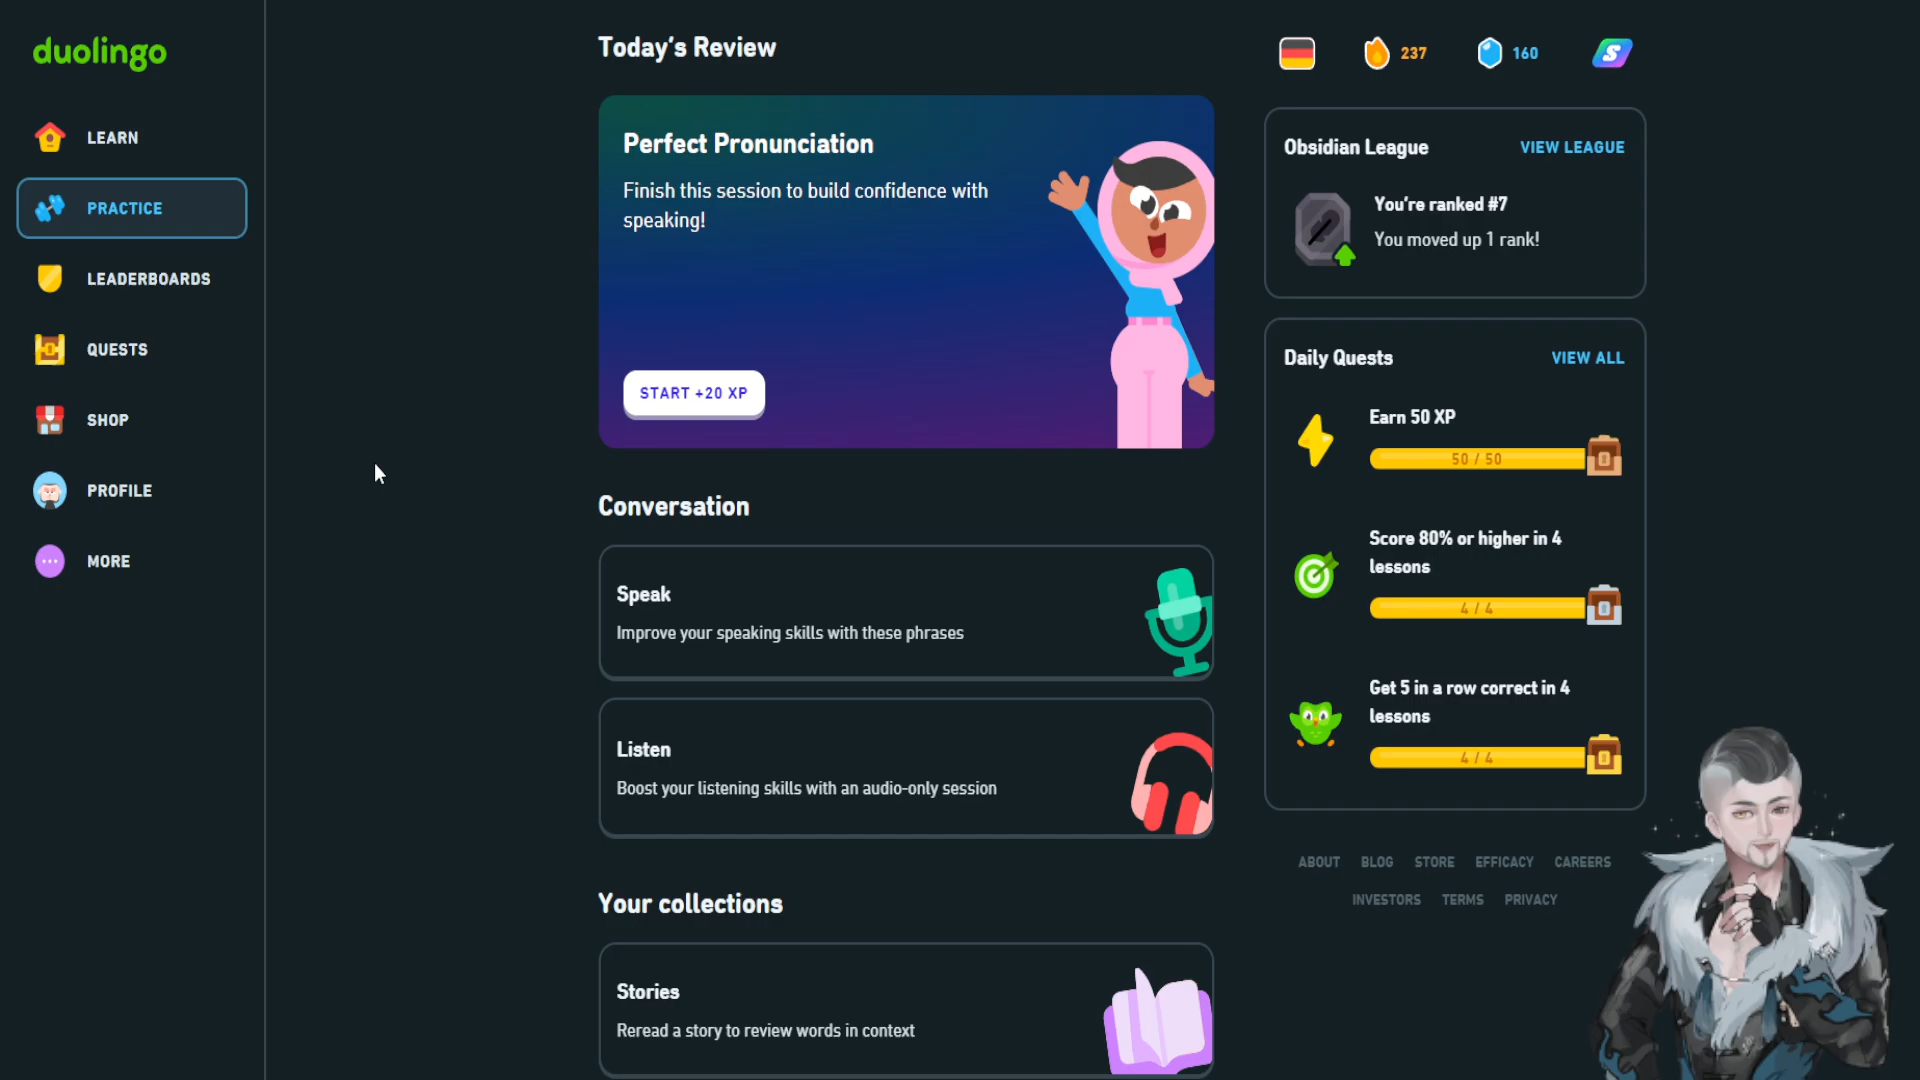 duolingo
LEARN
PRACTICE
LEADERBOARDS
QUESTS
SHOP
PROFILE
MORE
Today's Review
Perfect Pronunciation
Finish this session to build confidence with
speaking!
START +20 XP
Conversation
Speak
Improve your speaking skills with these phrases
Listen
Boost your listening skills with an audio-only session
Your collections
Stories
Reread a story to review words in context
237
160
S
Obsidian League
VIEW LEAGUE
You're ranked #7
You moved up 1 rank!
Daily Quests
VIEW ALL
Earn 50 XP
50 / 50
Score 80% or higher in 4
lessons
4 / 4
Get 5 in a row correct in 4
lessons
4 / 4
ABOUT BLOG STORE EFFICACY CAREERS
INVESTORS TERMS PRIVACY